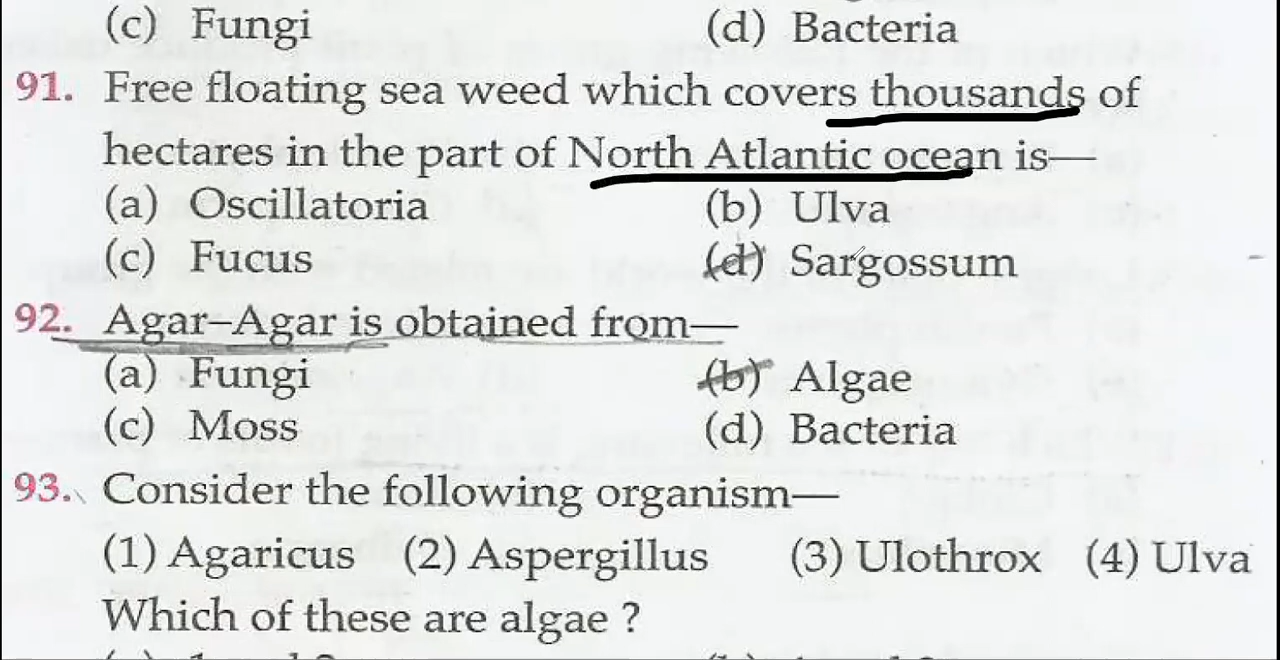 (c) Fungi (d) Bacteria
91. Free floating sea weed which covers thousands of
hectares in the part of North Atlantic ocean is—
(a) Oscillatoria (b) Ulva
(c) Fucus (d) Sargossum
92. Agar–Agar is obtained from—
(a) Fungi (b) Algae
(c) Moss (d) Bacteria
93. Consider the following organism—
(1) Agaricus (2) Aspergillus (3) Ulothrox (4) Ulva
Which of these are algae ?